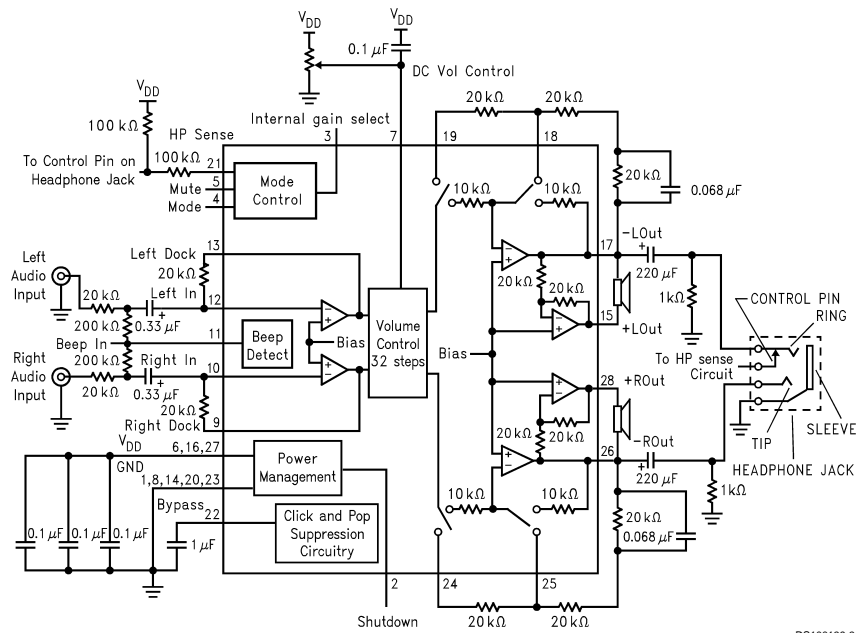 VDD
VDD
0.1 μF
DC Vol Control
VDD
100 kΩ
Internal gain select
HP Sense
3
7
19
18
20 kΩ
20 kΩ
To Control Pin on
Headphone Jack
100 kΩ
21
5
4
Mute
Mode
Mode
Control
10 kΩ
10 kΩ
20 kΩ
0.068 μF
Left
Audio
Input
Left Dock
13
20 kΩ
Left In
12
20 kΩ
0.33 μF
200 kΩ
Beep In
11
Beep
Detect
200 kΩ
Right In
10
Right
Audio
Input
20 kΩ
0.33 μF
20 kΩ
Right Dock
9
Bias
Volume
Control
32 steps
Bias
17
-LOut
220 μF
20 kΩ
20 kΩ
15
+LOut
1kΩ
CONTROL PIN
RING
To HP sense
Circuit
28
+ROut
20 kΩ
20 kΩ
26
-ROut
220 μF
1kΩ
TIP
SLEEVE
HEADPHONE JACK
VDD
6,16,27
GND
1,8,14,20,23
Power
Management
Bypass
22
Click and Pop
Suppression
Circuitry
0.1 μF
0.1 μF
0.1 μF
1 μF
10 kΩ
10 kΩ
20 kΩ
0.068 μF
2
24
25
Shutdown
20 kΩ
20 kΩ